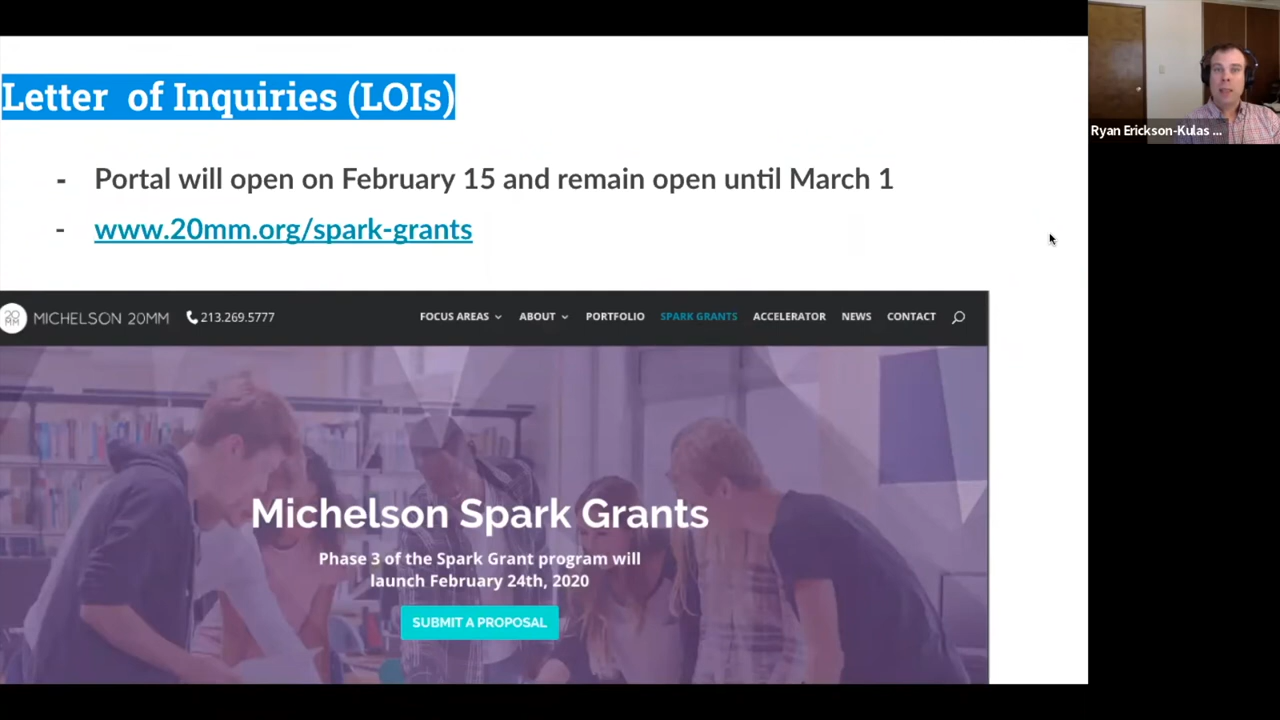 Letter of Inquiries (LOIs)
- Portal will open on February 15 and remain open until March 1
- www.20mm.org/spark-grants
20
MM
MICHELSON 20MM
213.269.5777
FOCUS AREAS
ABOUT
PORTFOLIO
SPARK GRANTS
ACCELERATOR
NEWS
CONTACT
Michelson Spark Grants
Phase 3 of the Spark Grant program will
launch February 24th, 2020
SUBMIT A PROPOSAL
Ryan Erickson-Kulas ...